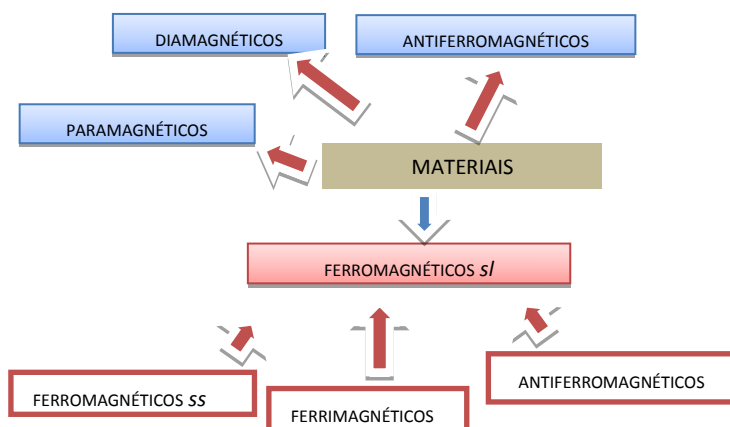 DIAMAGNÉTICOS
ANTIFERROMAGNÉTICOS
PARAMAGNÉTICOS
MATERIAIS
FERROMAGNÉTICOS sl
FERROMAGNÉTICOS ss
FERRIMAGNÉTICOS
ANTIFERROMAGNÉTICOS